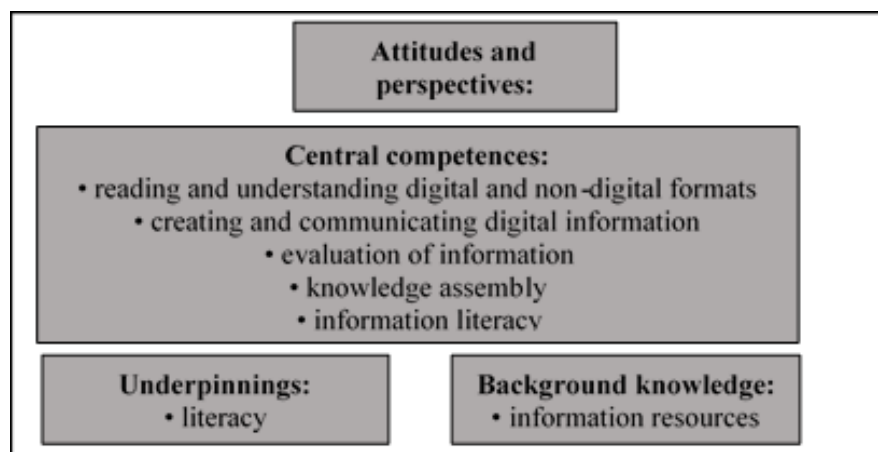 Attitudes and
perspectives:
Central competences:
• reading and understanding digital and non-digital formats
• creating and communicating digital information
• evaluation of information
• knowledge assembly
• information literacy
Underpinnings:
• literacy
Background knowledge:
• information resources